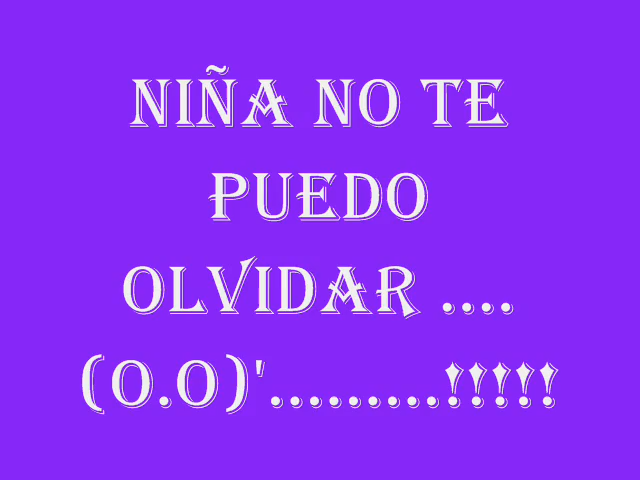 NIÑA NO TE
PUEDO
OLVIDAR ....
(O.O)'.........!!!!!